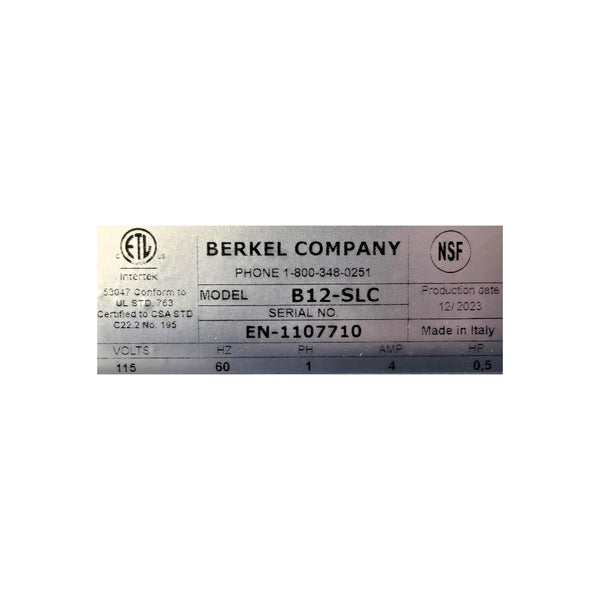 C ETL US
Intertek
53047 Conform to
UL STD. 763
Certified to CSA STD
C22.2 No. 195
BERKEL COMPANY
PHONE 1-800-348-0251
MODEL B12-SLC
SERIAL NO.
EN-1107710
NSF
Production date
12/2023
Made in Italy
VOLTS HZ PH AMP HP
115 60 1 4 0,5